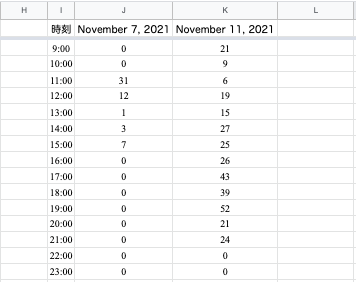 H I J K L
時刻 November 7, 2021 November 11, 2021
9:00 0 21
10:00 0 9
11:00 31 6
12:00 12 19
13:00 1 15
14:00 3 27
15:00 7 25
16:00 0 26
17:00 0 43
18:00 0 39
19:00 0 52
20:00 0 21
21:00 0 24
22:00 0 0
23:00 0 0